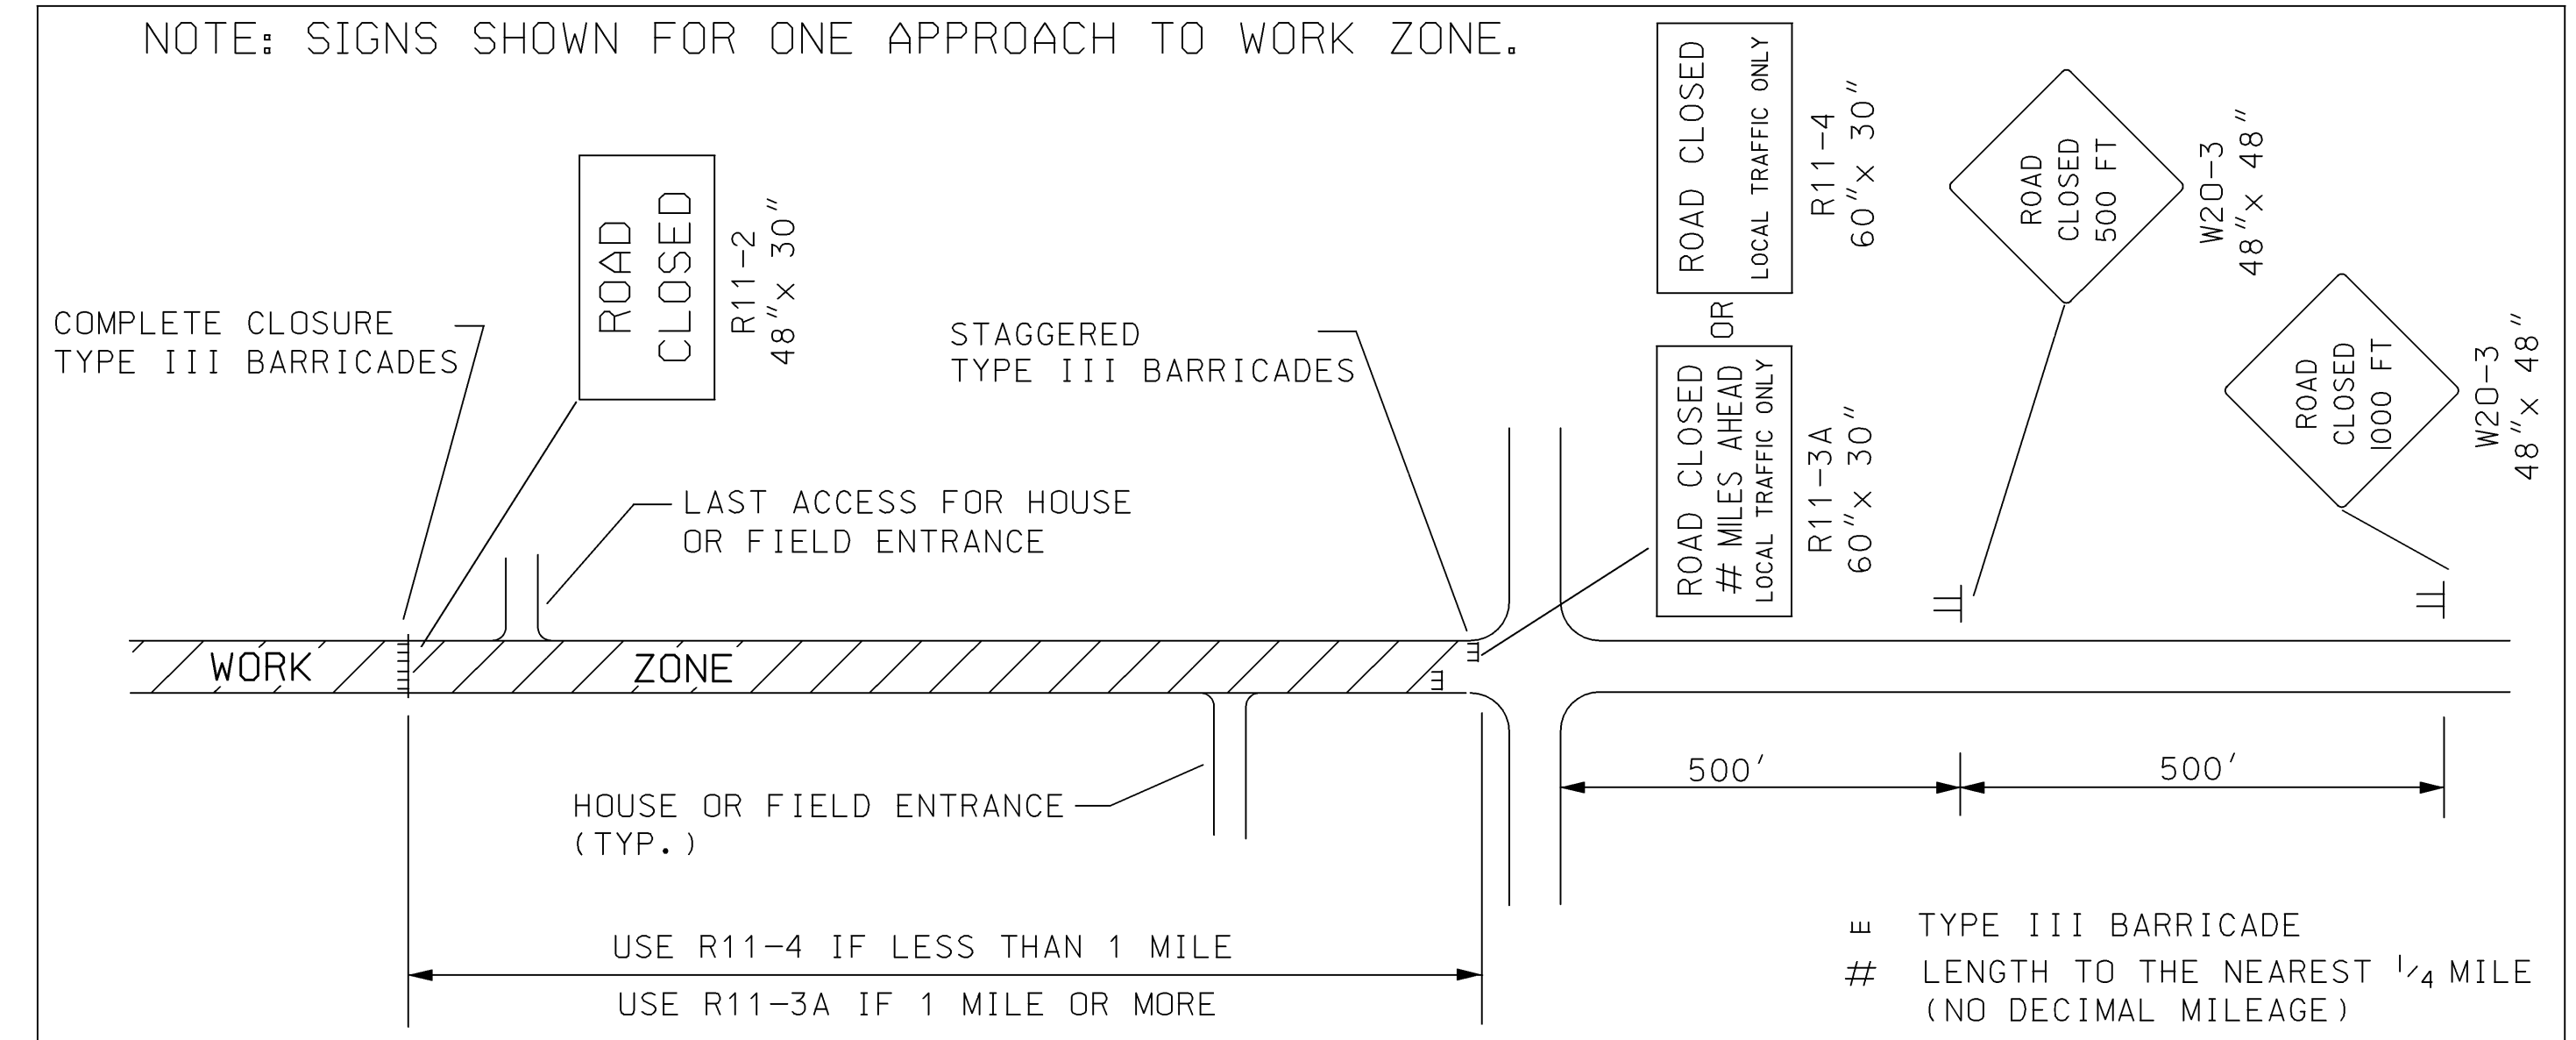 NOTE: SIGNS SHOWN FOR ONE APPROACH TO WORK ZONE.
COMPLETE CLOSURE
TYPE III BARRICADES
ROAD
CLOSED
R11-2
48"x 30"
STAGGERED
TYPE III BARRICADES
ROAD CLOSED
LOCAL TRAFFIC ONLY
R11-4
60"x 30"
OR
ROAD CLOSED
# MILES AHEAD
LOCAL TRAFFIC ONLY
R11-3A
60"x 30"
ROAD
CLOSED
500 FT
W20-3
48"x 48"
ROAD
CLOSED
1000 FT
W20-3
48"x 48"
LAST ACCESS FOR HOUSE
OR FIELD ENTRANCE
WORK ZONE
HOUSE OR FIELD ENTRANCE
(TYP.)
500'
500'
USE R11-4 IF LESS THAN 1 MILE
USE R11-3A IF 1 MILE OR MORE
TYPE III BARRICADE
# LENGTH TO THE NEAREST 1/4 MILE
(NO DECIMAL MILEAGE)